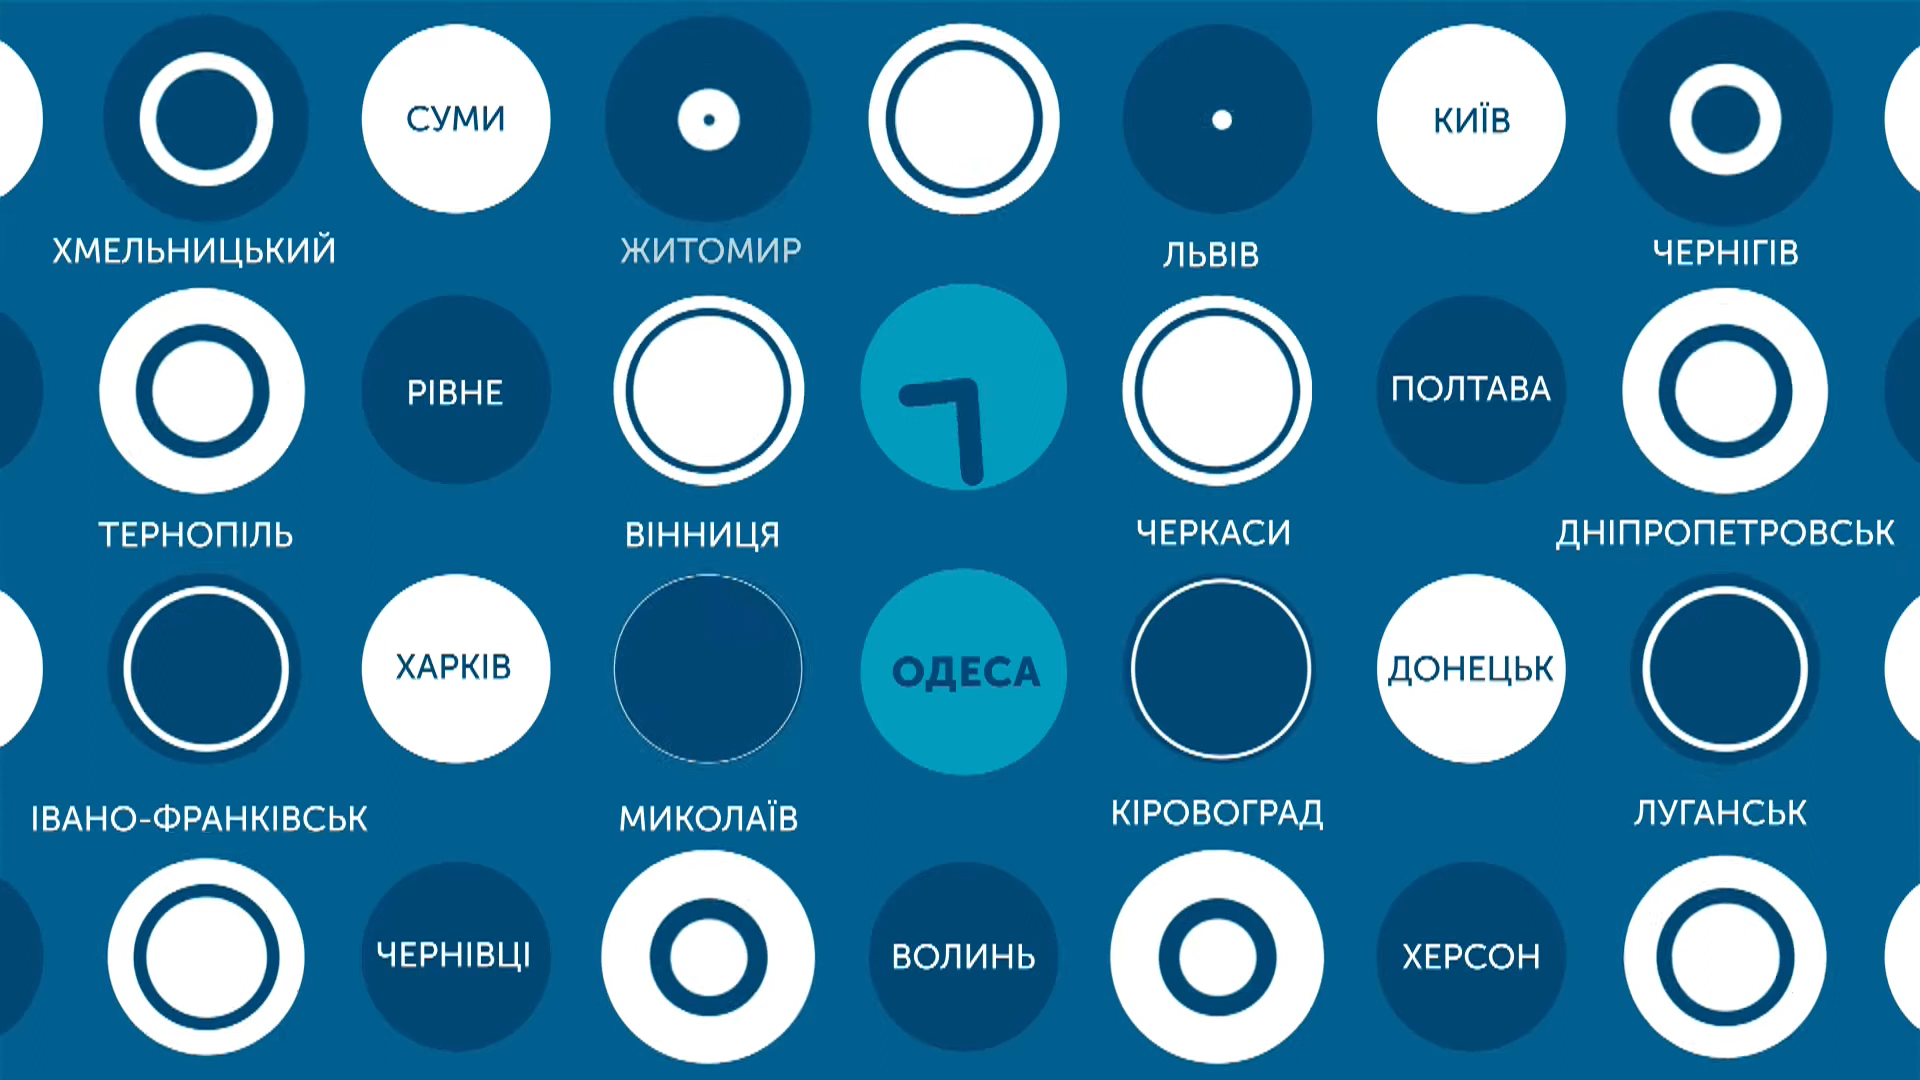 СУМИ
КИЇВ
ХМЕЛЬНИЦЬКИЙ
ЖИТОМИР
ЛЬВІВ
ЧЕРНІГІВ
РІВНЕ
ПОЛТАВА
ТЕРНОПІЛЬ
ВІННИЦЯ
ЧЕРКАСИ
ДНІПРОПЕТРОВСЬК
ХАРКІВ
ОДЕСА
ДОНЕЦЬК
ІВАНО-ФРАНКІВСЬК
МИКОЛАЇВ
КІРОВОГРАД
ЛУГАНСЬК
ЧЕРНІВЦІ
ВОЛИНЬ
ХЕРСОН